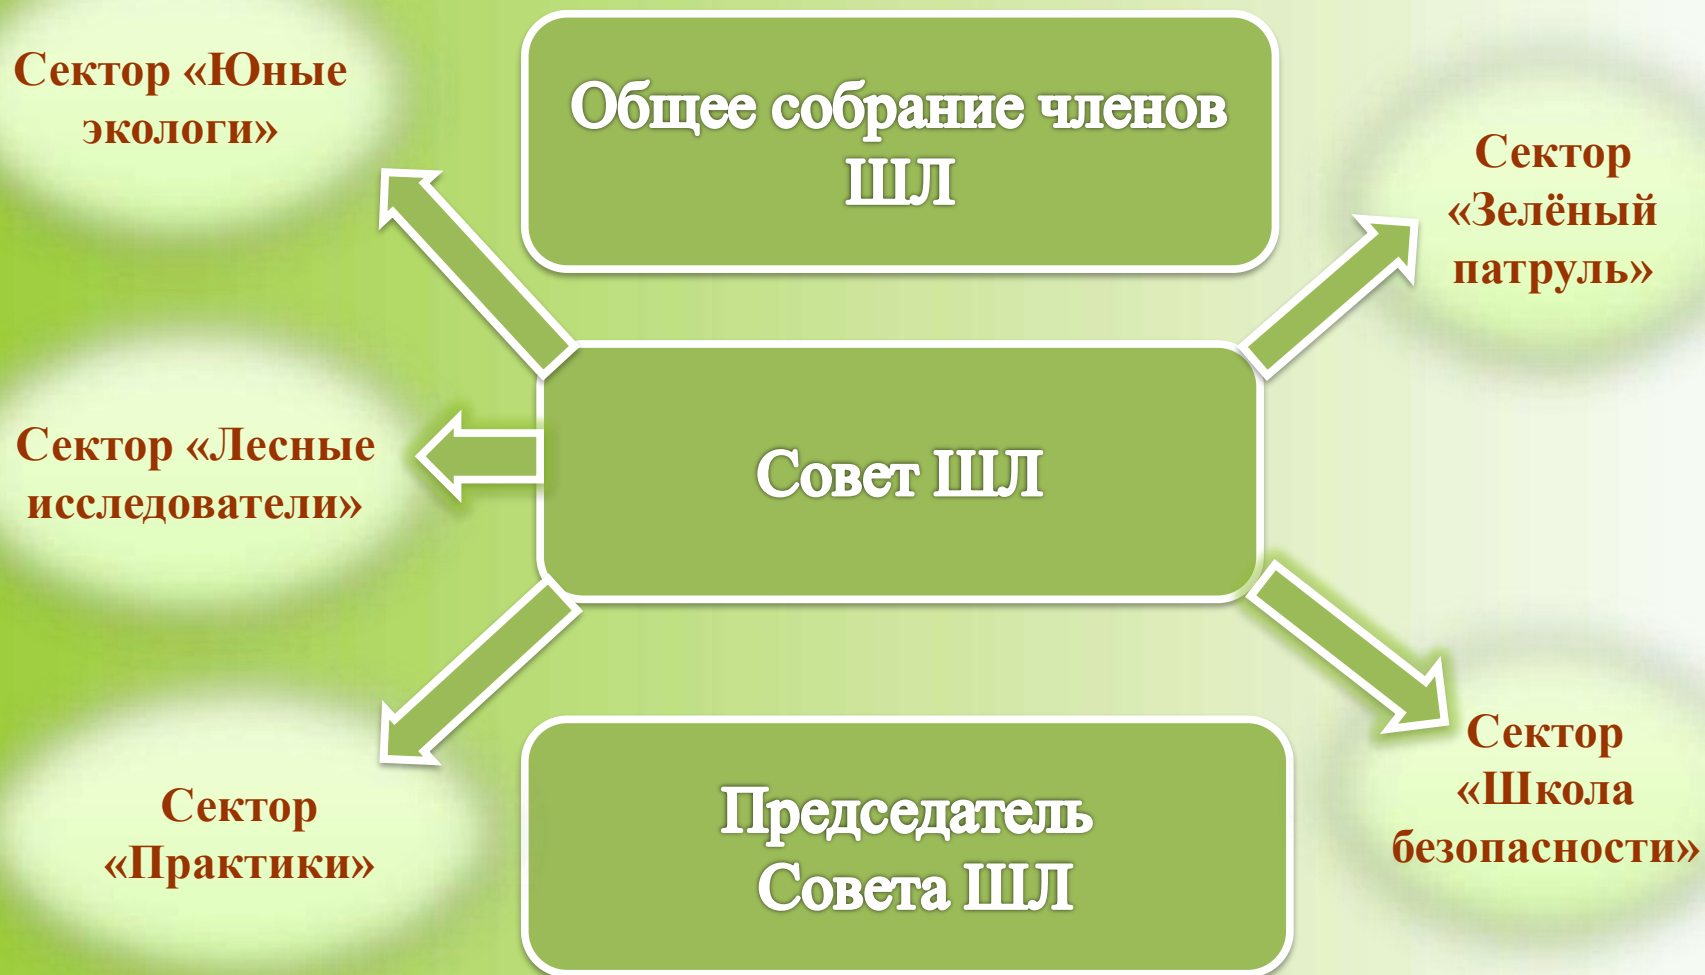 Сектор «Юные
экологи»
Общее собрание членов
ШЛ
Сектор
«Зелёный
патруль»
Сектор «Лесные
исследователи»
Совет ШЛ
Сектор
«Практики»
Председатель
Совета ШЛ
Сектор
«Школа
безопасности»